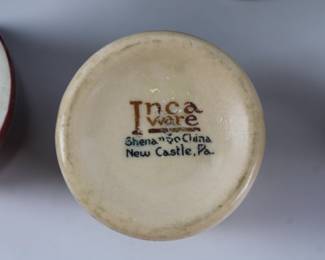 Inca
Ware
Shenango China
New Castle, Pa.